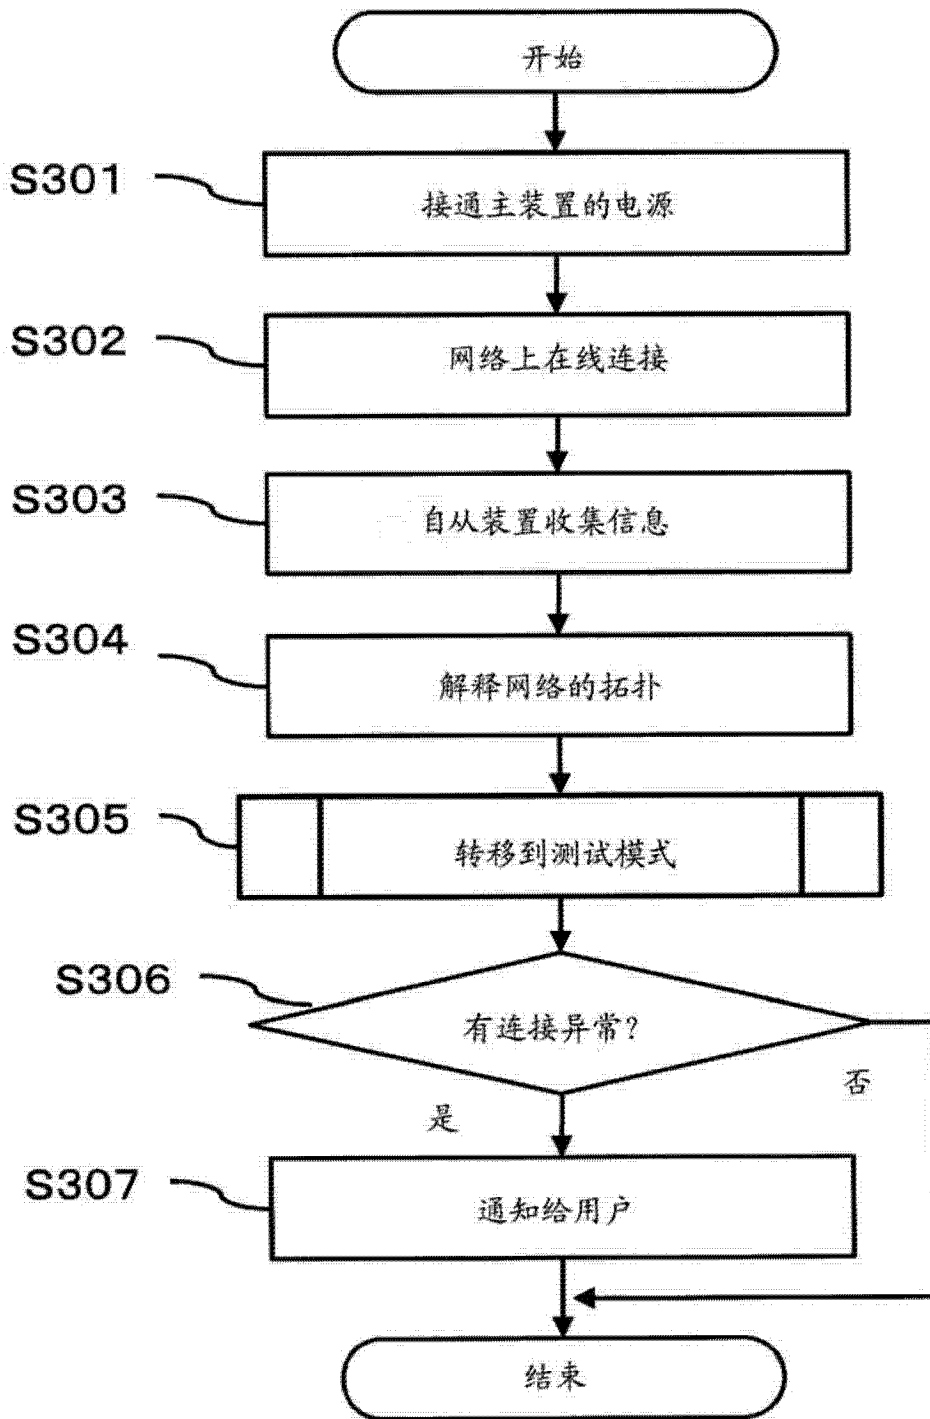 开始
S301
接通主装置的电源
S302
网络上在线连接
S303
自从装置收集信息
S304
解释网络的拓扑
S305
转移到测试模式
S306
有连接异常?
否
是
S307
通知给用户
结束